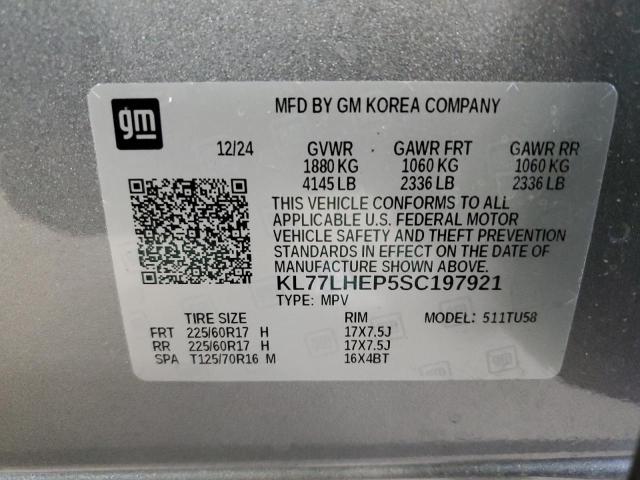 gm
MFD BY GM KOREA COMPANY
12/24 GVWR GAWR FRT GAWR RR
1880 KG 1060 KG 1060 KG
4145 LB 2336 LB 2336 LB
THIS VEHICLE CONFORMS TO ALL
APPLICABLE U.S. FEDERAL MOTOR
VEHICLE SAFETY AND THEFT PREVENTION
STANDARDS IN EFFECT ON THE DATE OF
MANUFACTURE SHOWN ABOVE.
KL77LHEP5SC197921
TYPE: MPV
TIRE SIZE RIM MODEL: 511TU58
FRT 225/60R17 H 17X7.5J
RR 225/60R17 H 17X7.5J
SPA T125/70R16 M 16X4BT